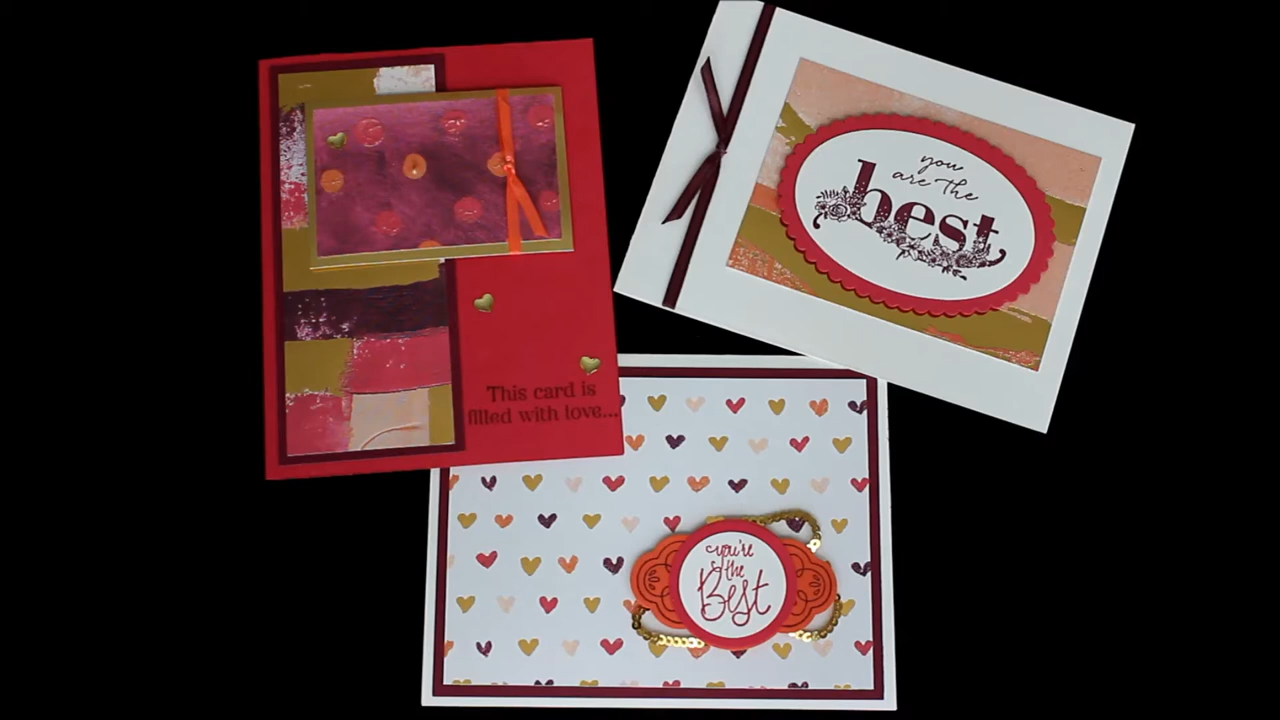 This card is
filled with love...
you
are the
best
you're
the
Best